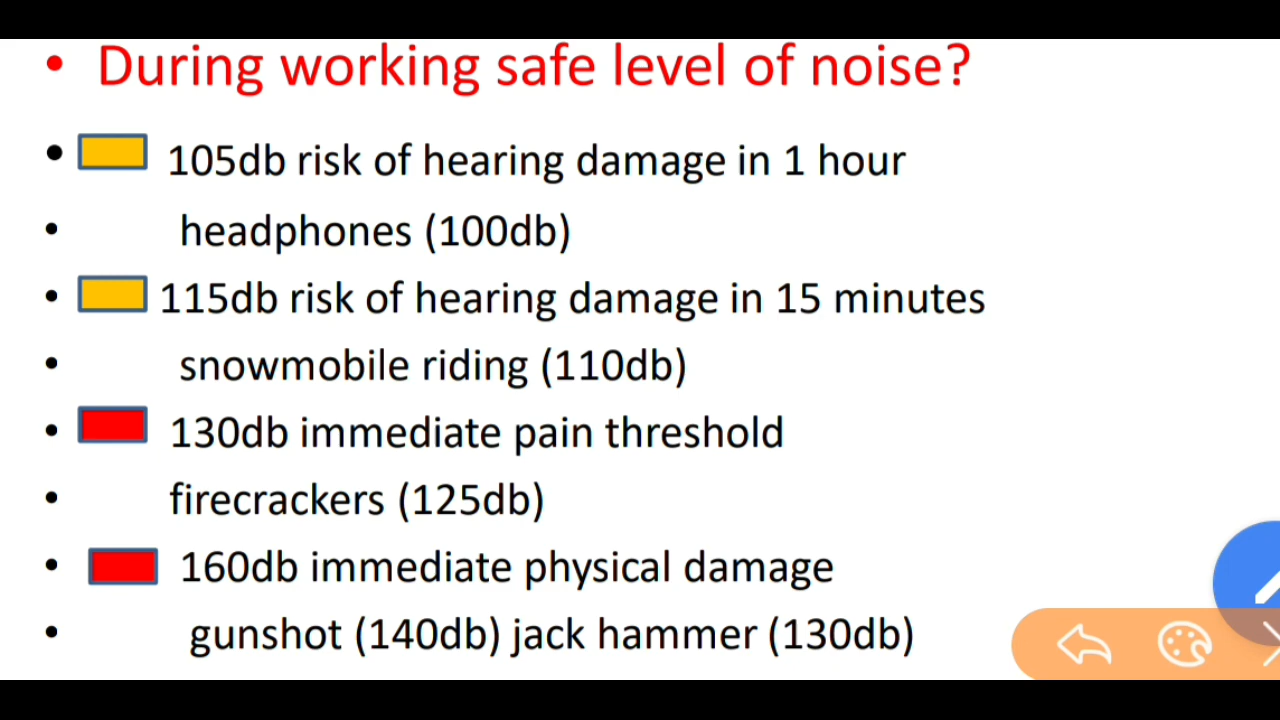 • During working safe level of noise?
• 105db risk of hearing damage in 1 hour
• headphones (100db)
• 115db risk of hearing damage in 15 minutes
• snowmobile riding (110db)
• 130db immediate pain threshold
• firecrackers (125db)
• 160db immediate physical damage
• gunshot (140db) jack hammer (130db)